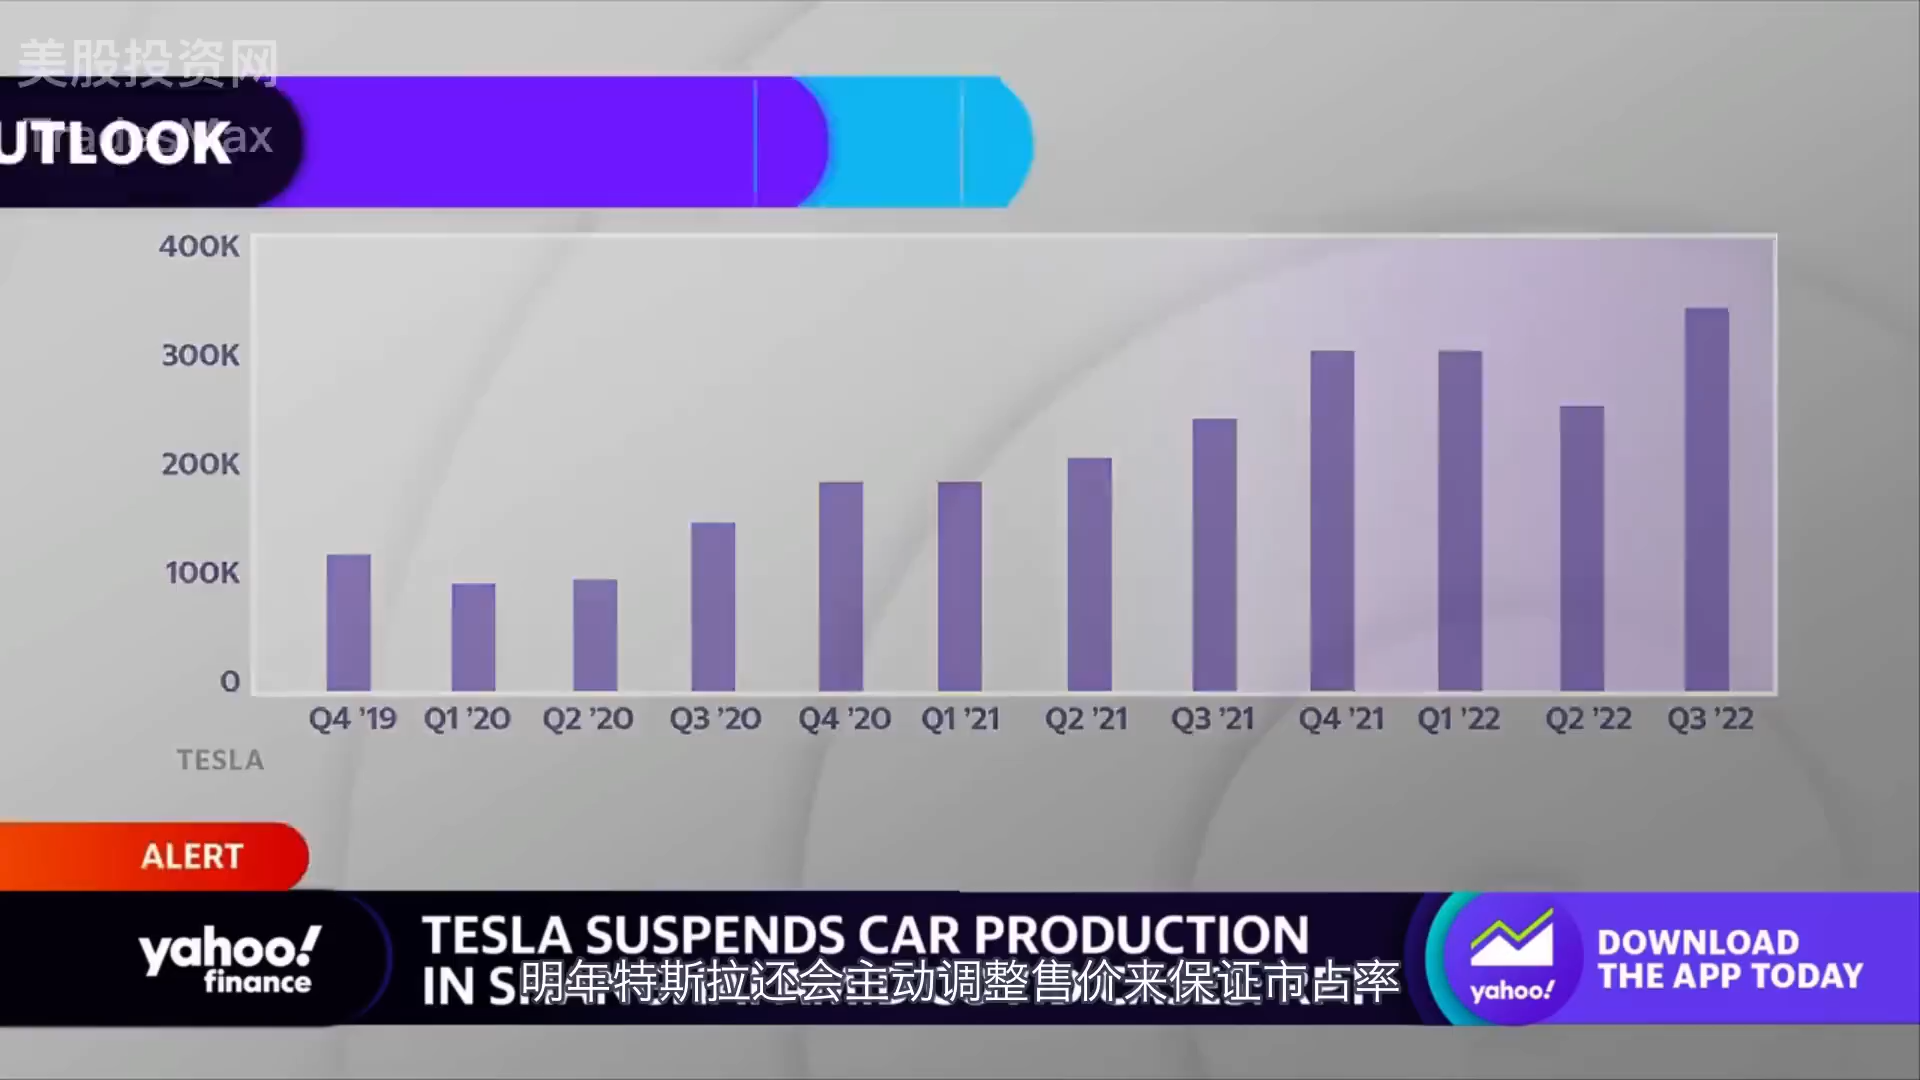 美股投资网
TradesMax
UTLOOK
400K
300K
200K
100K
0
Q4 ’19 Q1 ’20 Q2 ’20 Q3 ’20 Q4 ’20 Q1 ’21 Q2 ’21 Q3 ’21 Q4 ’21 Q1 ’22 Q2 ’22 Q3 ’22
TESLA
ALERT
yahoo!
finance
TESLA SUSPENDS CAR PRODUCTION
IN
明年特斯拉还会主动调整售价来保证市占率
yahoo!
DOWNLOAD
THE APP TODAY